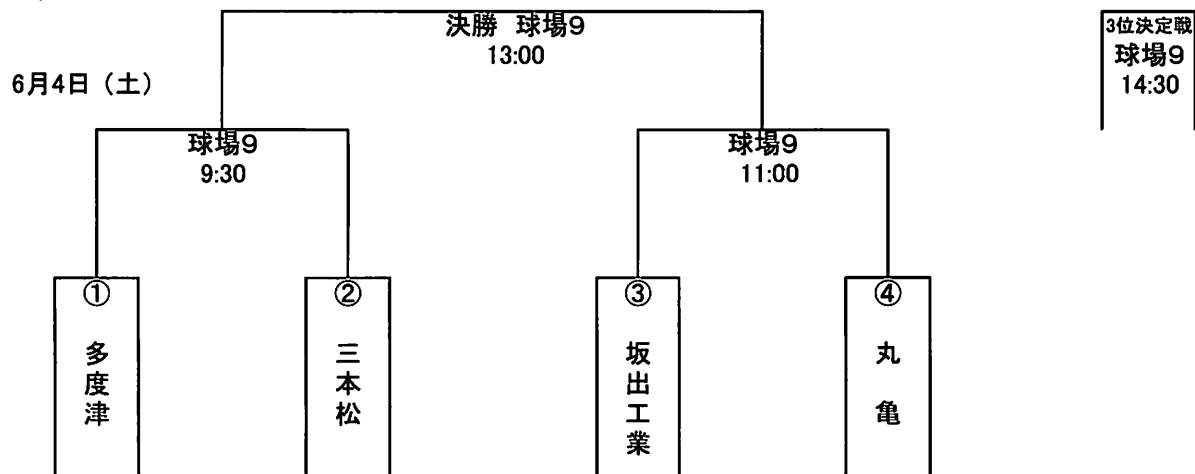 決勝 球場9
13:00
3位決定戦
球場9
14:30
6月4日（土）
球場9
9:30
球場9
11:00
①
多度津
②
三本松
③
坂出工業
④
丸亀